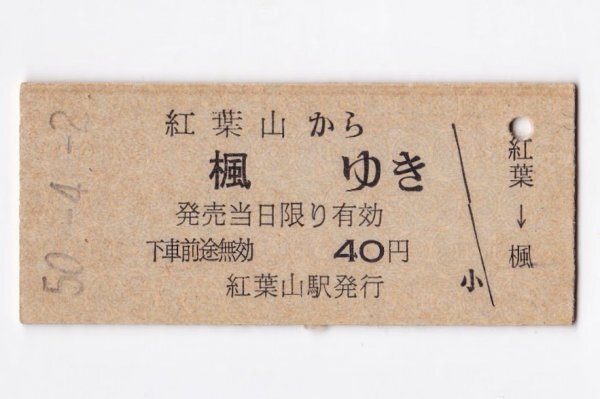 50.-4.-2
紅葉山から
楓 ゆき
発売当日限り有効
下車前途無効 40円
紅葉山駅発行
小
紅葉→楓